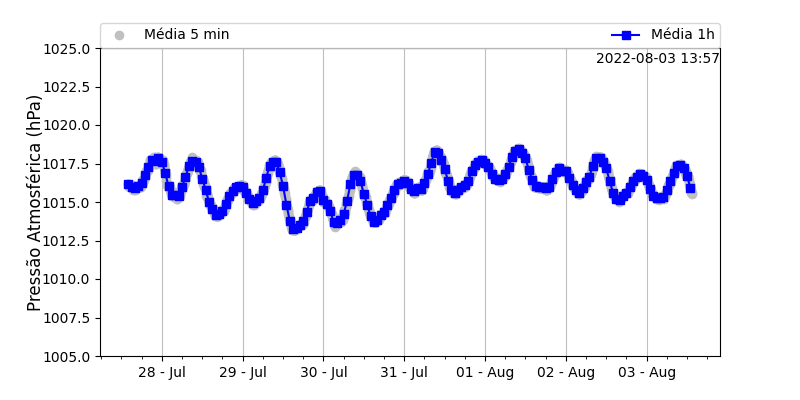 Média 5 min
Média 1h
2022-08-03 13:57
Pressão Atmosférica (hPa)
1025.0
1022.5
1020.0
1017.5
1015.0
1012.5
1010.0
1007.5
1005.0
28 - Jul
29 - Jul
30 - Jul
31 - Jul
01 - Aug
02 - Aug
03 - Aug